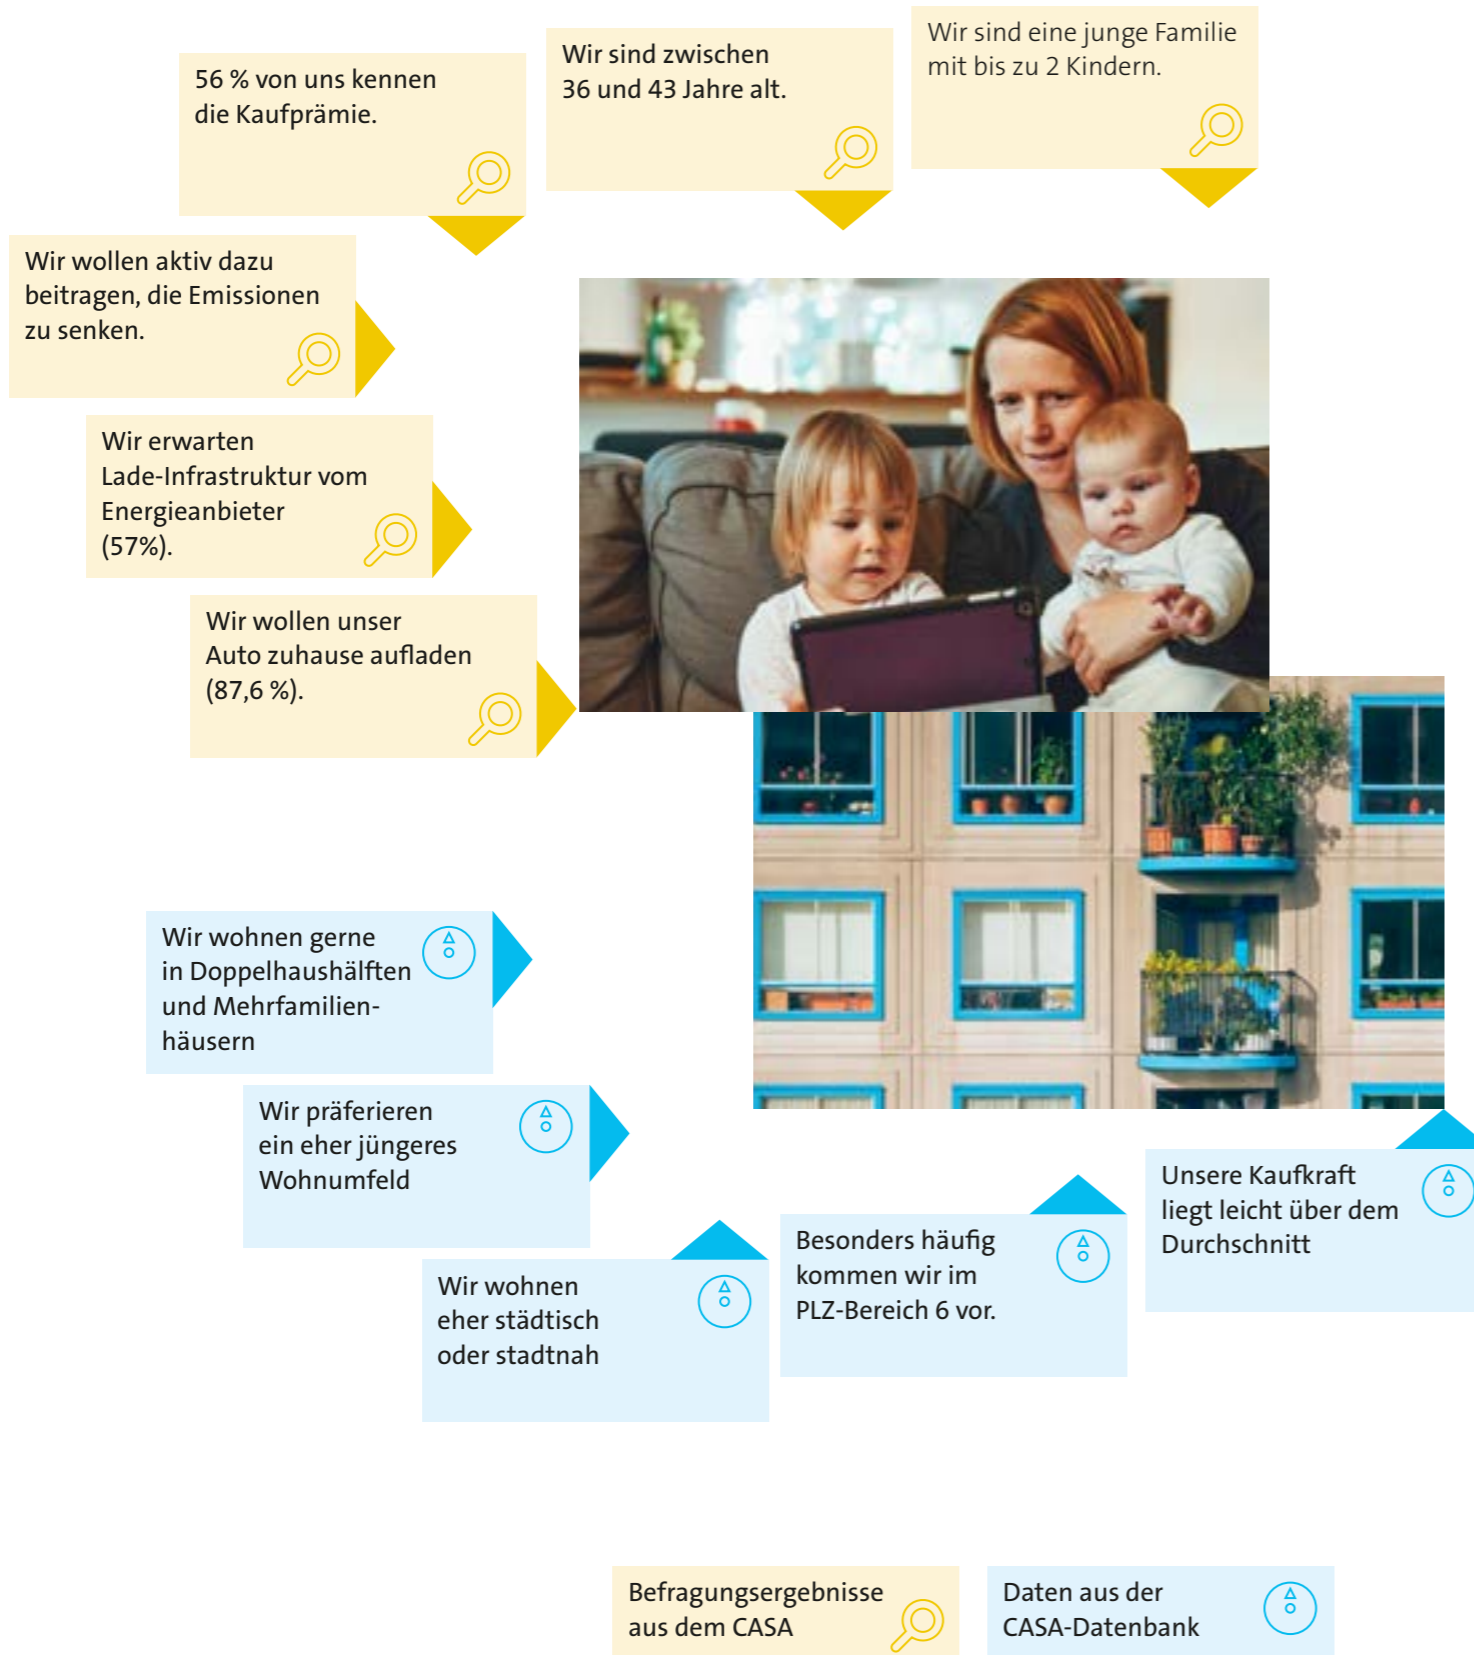 56 % von uns kennen
die Kaufprämie.
Wir sind zwischen
36 und 43 Jahre alt.
Wir sind eine junge Familie
mit bis zu 2 Kindern.
Wir wollen aktiv dazu
beitragen, die Emissionen
zu senken.
Wir erwarten
Lade-Infrastruktur vom
Energieanbieter
(57%).
Wir wollen unser
Auto zuhause aufladen
(87,6 %).
Wir wohnen gerne
in Doppelhaushälften
und Mehrfamilien-
häusern
Wir präferieren
ein eher jüngeres
Wohnumfeld
Wir wohnen
eher städtisch
oder stadtnah
Besonders häufig
kommen wir im
PLZ-Bereich 6 vor.
Unsere Kaufkraft
liegt leicht über dem
Durchschnitt
Befragungsergebnisse
aus dem CASA
Daten aus der
CASA-Datenbank